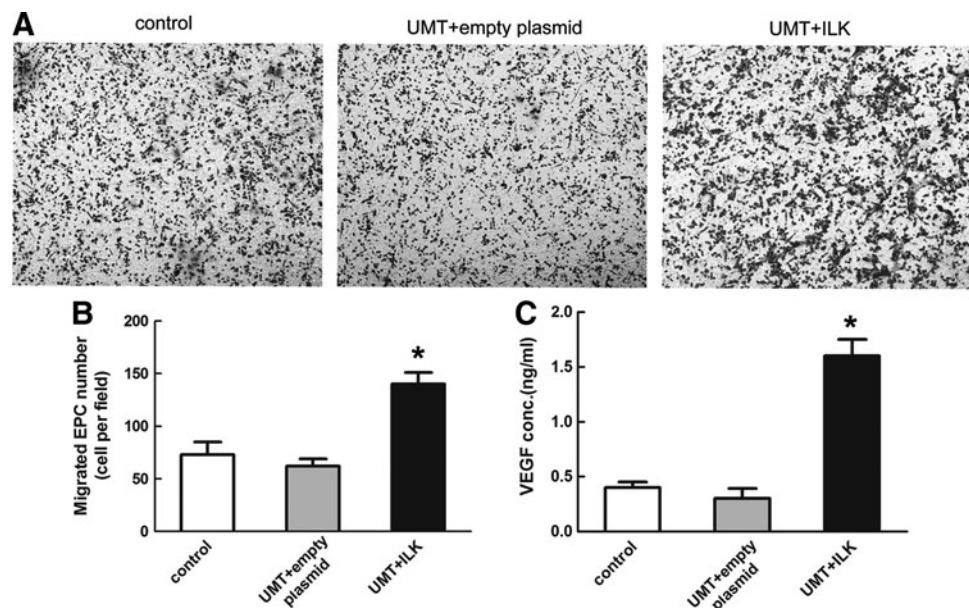 A
control
UMT+empty plasmid
UMT+ILK
B
Migrated EPC number
(cell per field)
200
150
100
50
0
control
UMT+empty
plasmid
UMT+ILK
*
C
VEGF conc.(ng/ml)
2.0
1.5
1.0
0.5
0.0
control
UMT+empty
plasmid
UMT+ILK
*